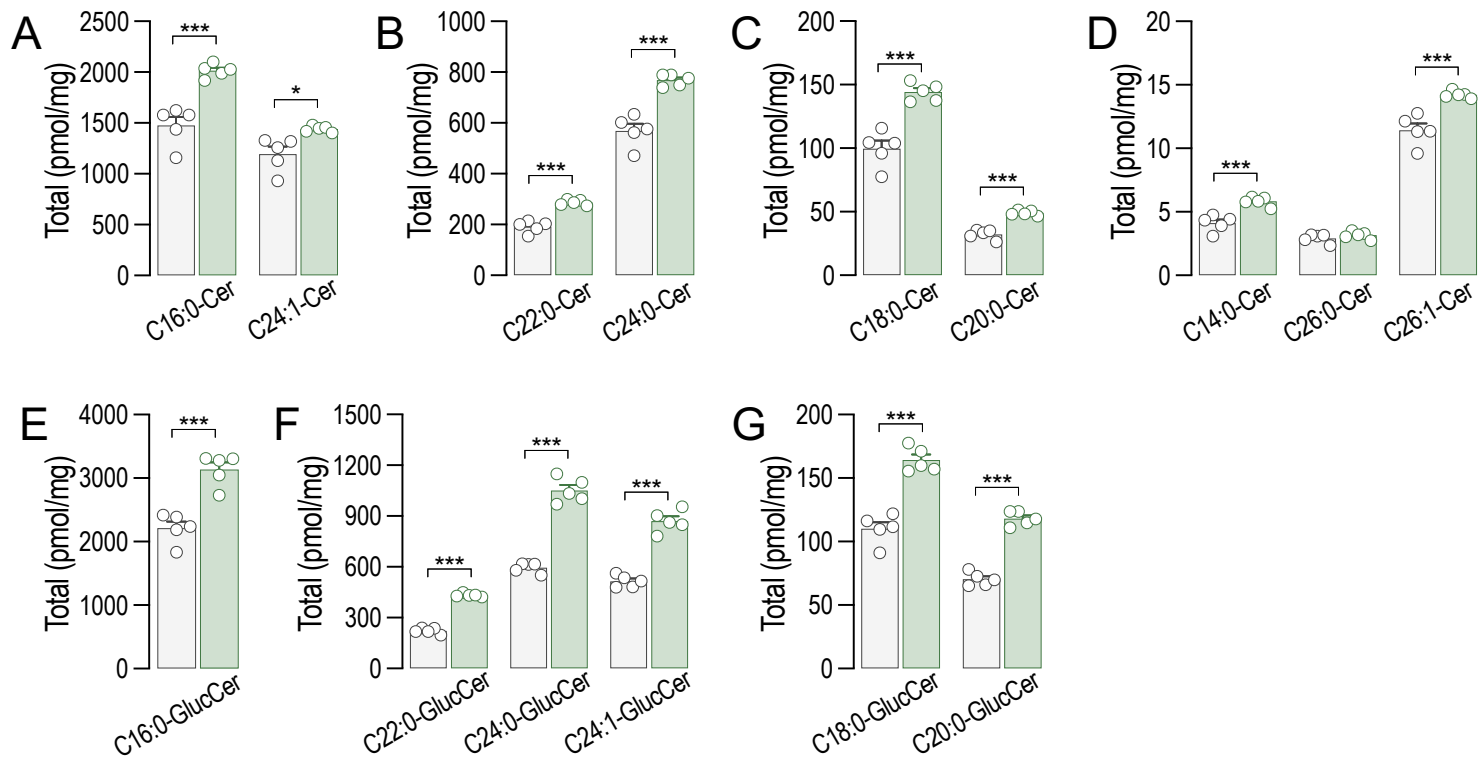 A
Total (pmol/mg)
2500
2000
1500
1000
500
0
***
*
C16:0-Cer
C24:1-Cer
B
Total (pmol/mg)
1000
800
600
400
200
0
***
***
C22:0-Cer
C24:0-Cer
C
Total (pmol/mg)
200
150
100
50
0
***
***
C18:0-Cer
C20:0-Cer
D
Total (pmol/mg)
20
15
10
5
0
***
***
C14:0-Cer
C26:0-Cer
C26:1-Cer
E
Total (pmol/mg)
4000
3000
2000
1000
0
***
C16:0-GlucCer
F
Total (pmol/mg)
1500
1200
900
600
300
0
***
***
***
C22:0-GlucCer
C24:0-GlucCer
C24:1-GlucCer
G
Total (pmol/mg)
200
150
100
50
0
***
***
C18:0-GlucCer
C20:0-GlucCer